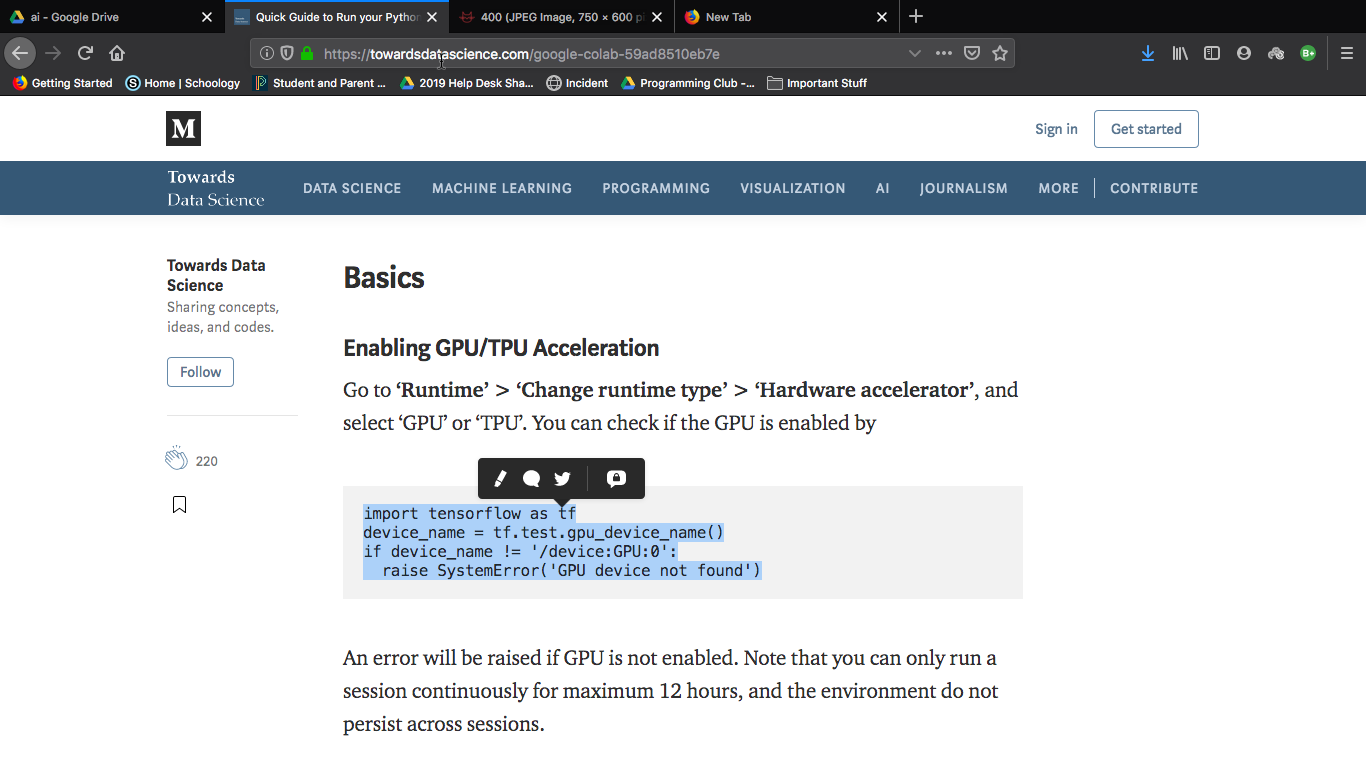 ai - Google Drive
Quick Guide to Run your Python
400 (JPEG Image, 750 × 600 pi
New Tab
https://towardsdatascience.com/google-colab-59ad8510eb7e
B+
Getting Started
S Home | Schoology
Student and Parent ...
2019 Help Desk Sha...
Incident
Programming Club -...
Important Stuff
M
Sign in
Get started
Towards
Data Science
DATA SCIENCE
MACHINE LEARNING
PROGRAMMING
VISUALIZATION
AI
JOURNALISM
MORE
CONTRIBUTE
Towards Data
Science
Sharing concepts,
ideas, and codes.
Follow
220
Basics
Enabling GPU/TPU Acceleration
Go to ‘Runtime’ > ‘Change runtime type’ > ‘Hardware accelerator’, and
select ‘GPU’ or ‘TPU’. You can check if the GPU is enabled by
import tensorflow as tf
device_name = tf.test.gpu_device_name()
if device_name != '/device:GPU:0':
  raise SystemError('GPU device not found')
An error will be raised if GPU is not enabled. Note that you can only run a
session continuously for maximum 12 hours, and the environment do not
persist across sessions.